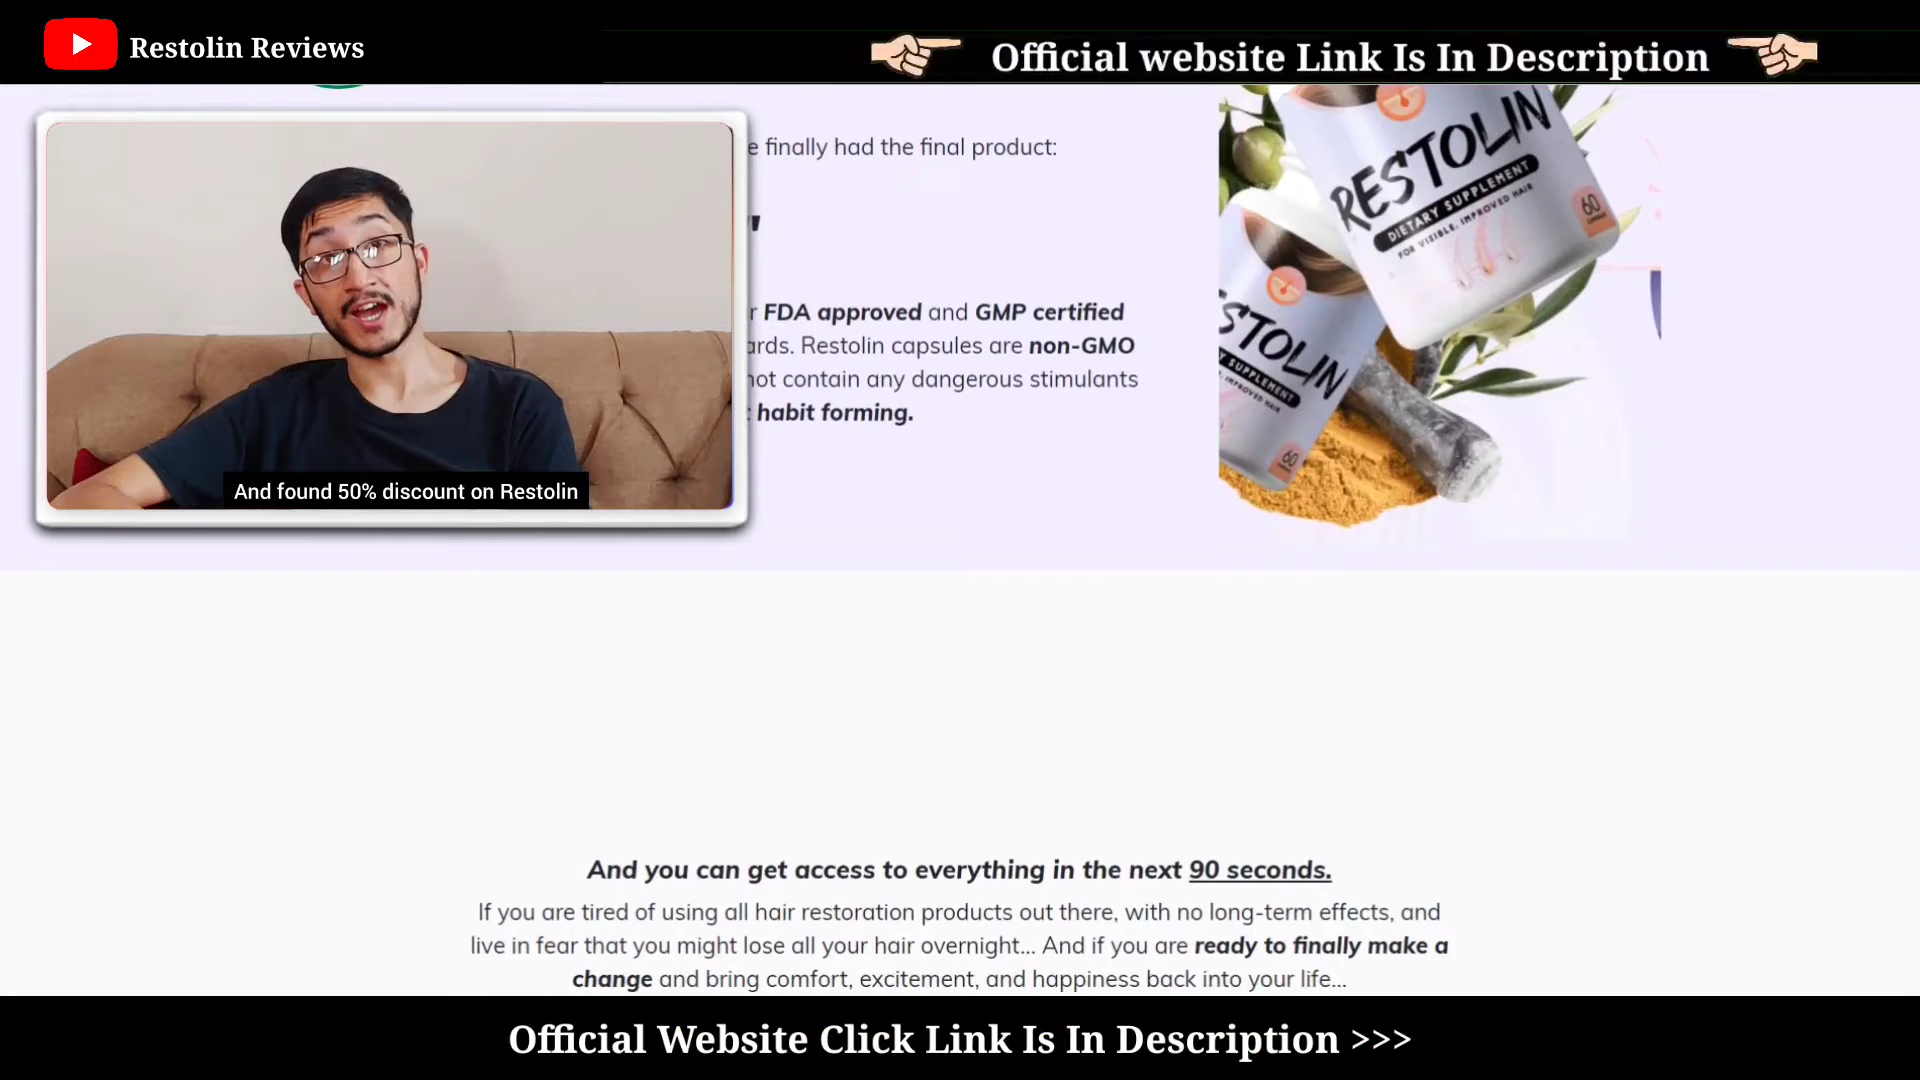 Restolin Reviews
Official website Link Is In Description
e finally had the final product:
"
FDA approved and GMP certified
ards. Restolin capsules are non-GMO
not contain any dangerous stimulants
habit forming.
And found 50% discount on Restolin
RESTOLIN
DIETARY SUPPLEMENT
FOR VISIBLE, IMPROVED HAIR
60
CAPSULES
STOLIN
Y SUPPLEMENT
, IMPROVED HAIR
60
And you can get access to everything in the next 90 seconds.
If you are tired of using all hair restoration products out there, with no long-term effects, and
live in fear that you might lose all your hair overnight... And if you are ready to finally make a
change and bring comfort, excitement, and happiness back into your life...
Official Website Click Link Is In Description >>>